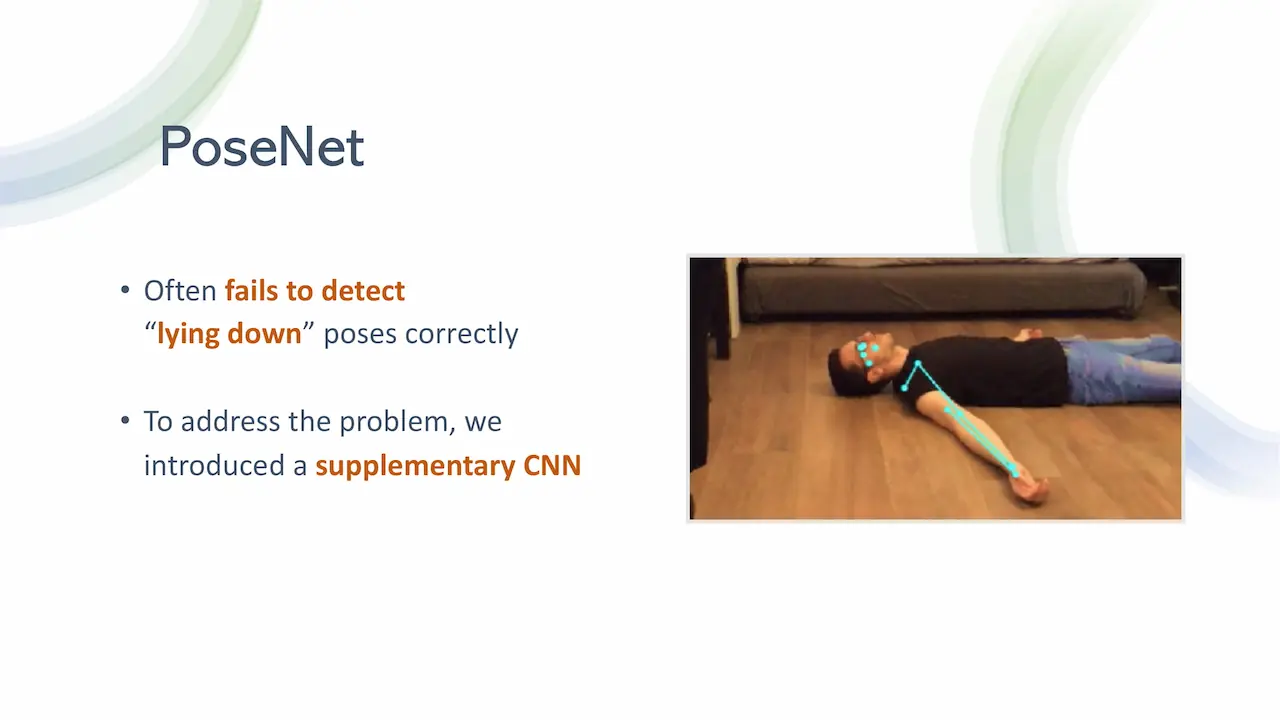 PoseNet
• Often fails to detect
“lying down” poses correctly
• To address the problem, we
introduced a supplementary CNN